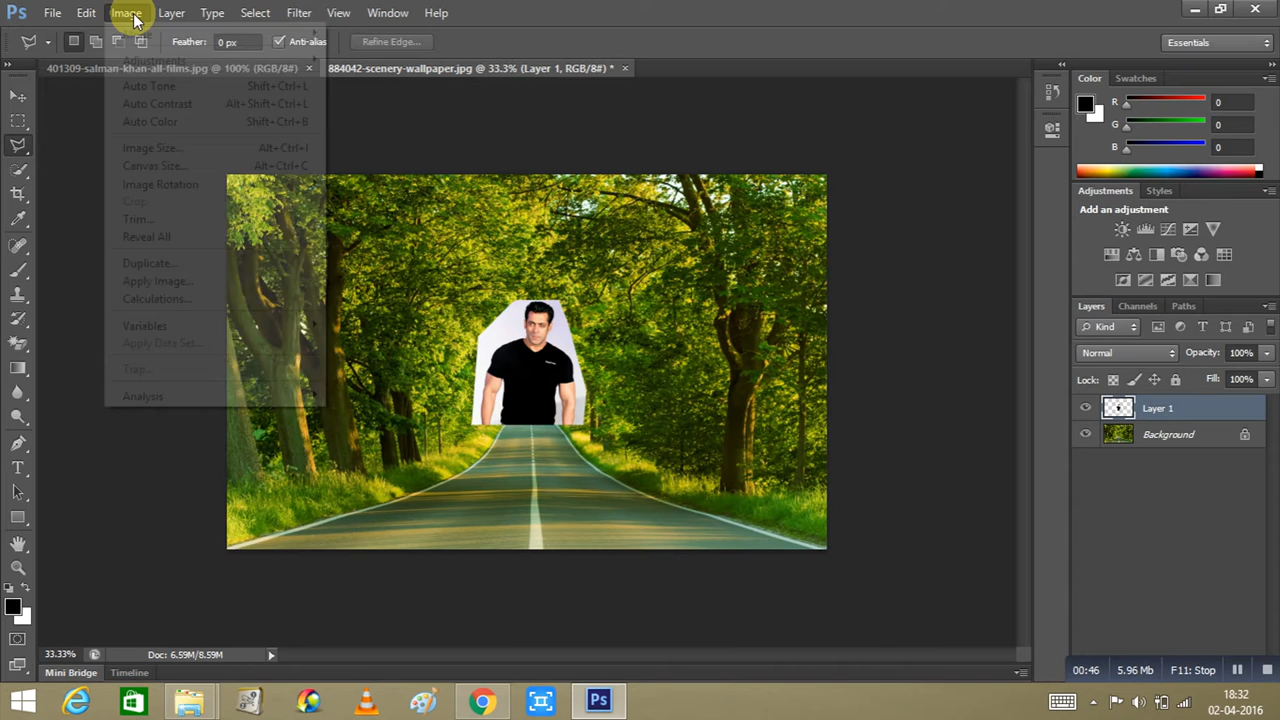 Ps File Edit Image Layer Type Select Filter View Window Help
Feather: 0 px Anti-alias Refine Edge... Essentials
401309-salman-khan-all-films.jpg @ 100% (RGB/8#) × 884042-scenery-wallpaper.jpg @ 33.3% (Layer 1, RGB/8#) * ×
Adjustments
Auto Tone Shift+Ctrl+L
Auto Contrast Alt+Shift+Ctrl+L
Auto Color Shift+Ctrl+B
Image Size... Alt+Ctrl+I
Canvas Size... Alt+Ctrl+C
Image Rotation
Crop
Trim...
Reveal All
Duplicate...
Apply Image...
Calculations...
Variables
Apply Data Set...
Trap...
Analysis
Color Swatches
R 0
G 0
B 0
Adjustments Styles
Add an adjustment
Layers Channels Paths
Kind
Normal Opacity: 100%
Lock: Fill: 100%
Layer 1
Background
33.33% Doc: 6.59M/8.59M
Mini Bridge Timeline
00:46 5.96 Mb F11: Stop
Ps
18:32
02-04-2016